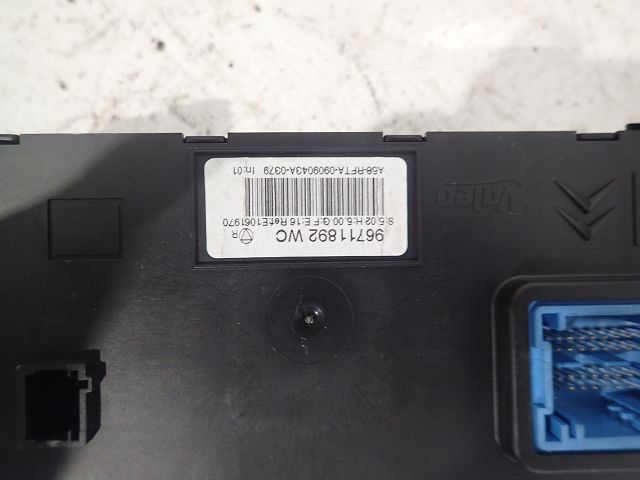 96711892 WC
R
S:5.02 H:5.00 G:F E:16 Ref:E1061970
A58-RFTA-0909043A-0379 In:01
Valeo